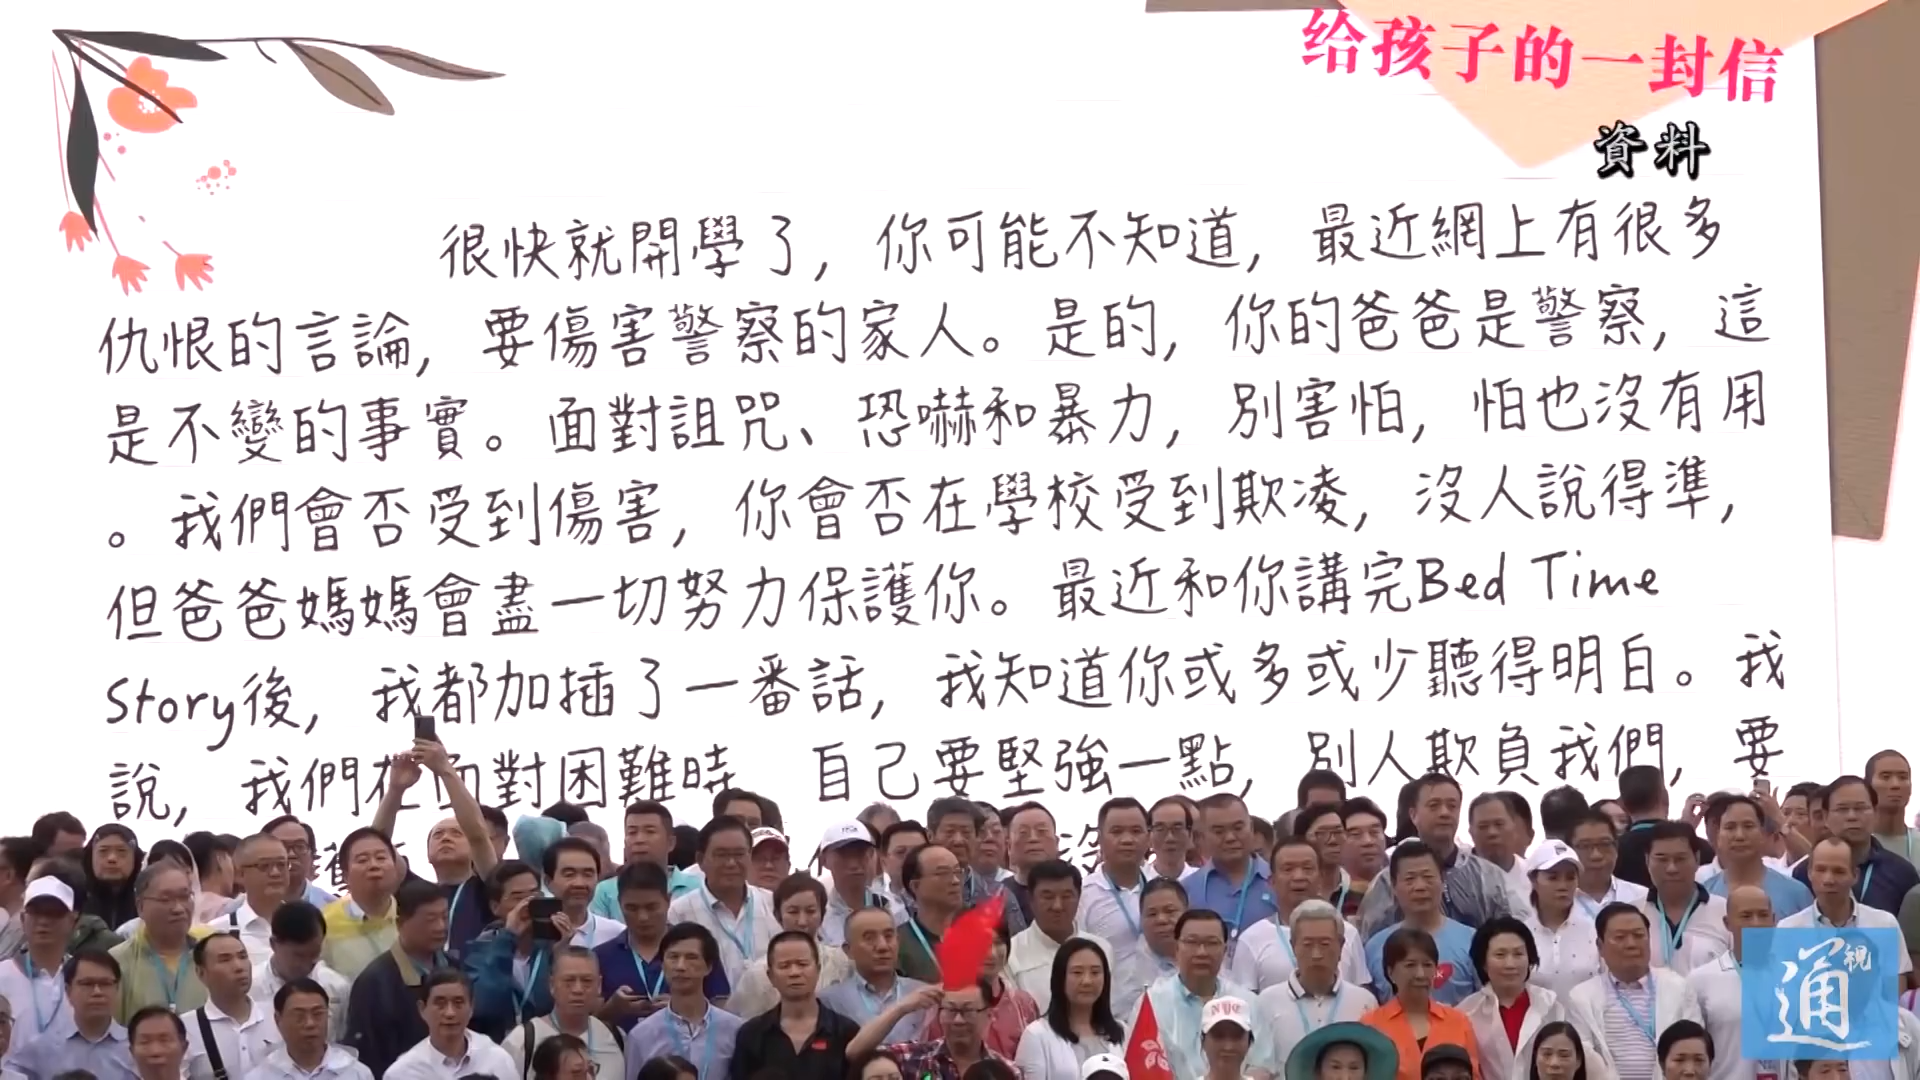 给孩子的一封信
資料
很快就開學了，你可能不知道，最近網上有很多
仇恨的言論，要傷害警察的家人。是的，你的爸爸是警察，這
是不變的事實。面對詛咒、恐嚇和暴力，別害怕，怕也沒有用
。我們會否受到傷害，你會否在學校受到欺凌，沒人說得準，
但爸爸媽媽會盡一切努力保護你。最近和你講完Bed Time
Story後，我都加插了一番話，我知道你或多或少聽得明白。我
說，我們在面對困難時，自己要堅強一點，別人欺負我們，要
通視